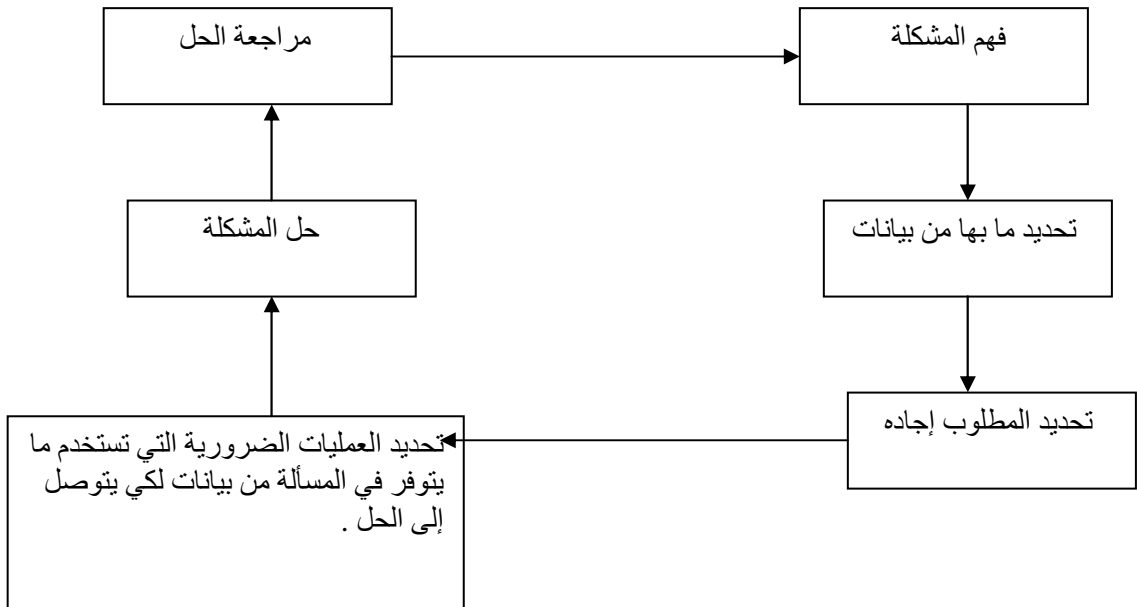 فهم المشكلة
مراجعة الحل
تحديد ما بها من بيانات
حل المشكلة
تحديد المطلوب إجاده
تحديد العمليات الضرورية التي تستخدم ما
يتوفر في المسألة من بيانات لكي يتوصل
إلى الحل .